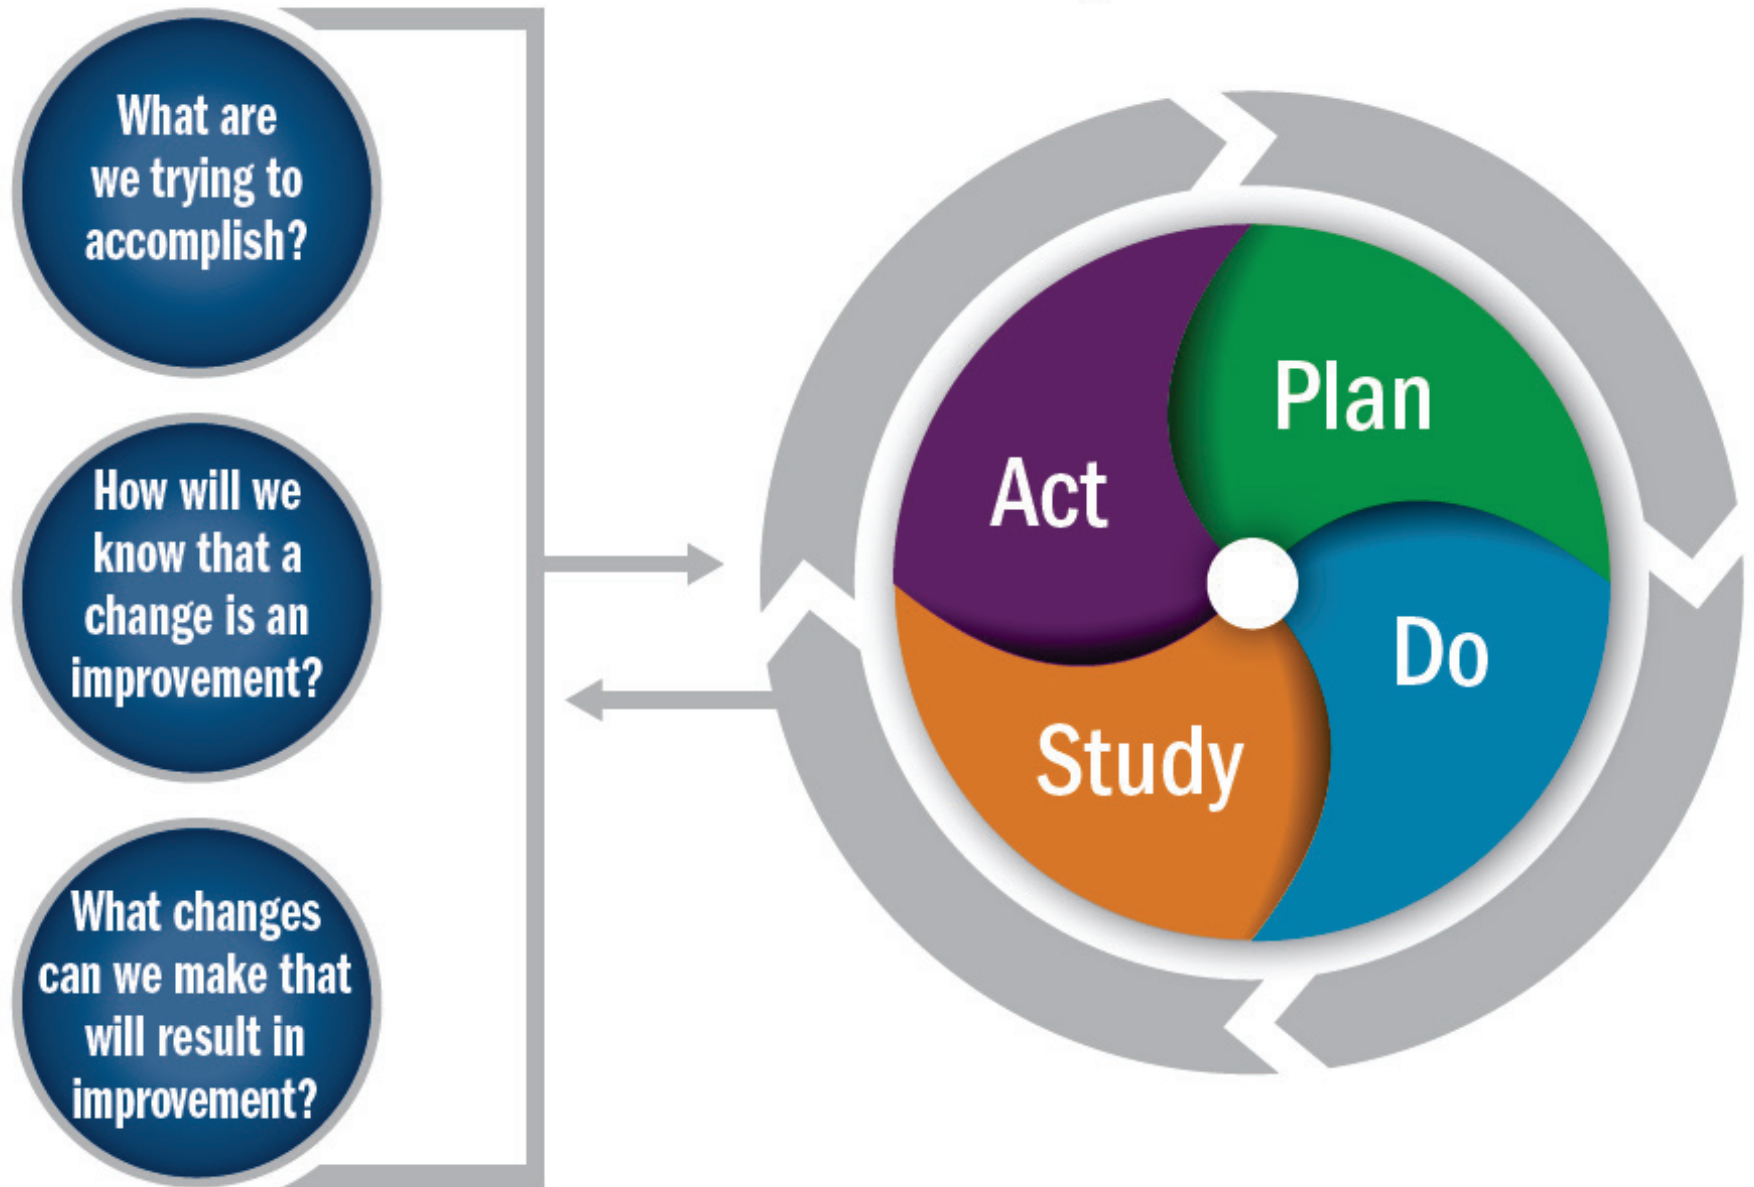 What are
we trying to
accomplish?
How will we
know that a
change is an
improvement?
What changes
can we make that
will result in
improvement?
Act
Plan
Do
Study